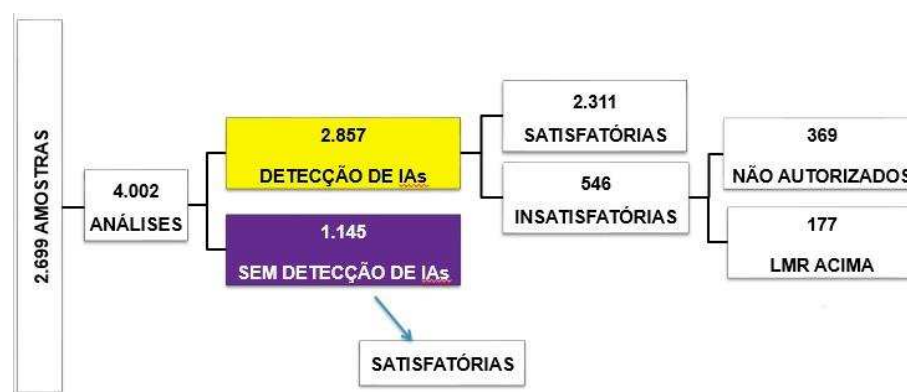 2.699 AMOSTRAS
4.002
ANÁLISES
2.857
DETECÇÃO DE IAs
1.145
SEM DETECÇÃO DE IAs
SATISFATÓRIAS
2.311
SATISFATÓRIAS
546
INSATISFATÓRIAS
369
NÃO AUTORIZADOS
177
LMR ACIMA